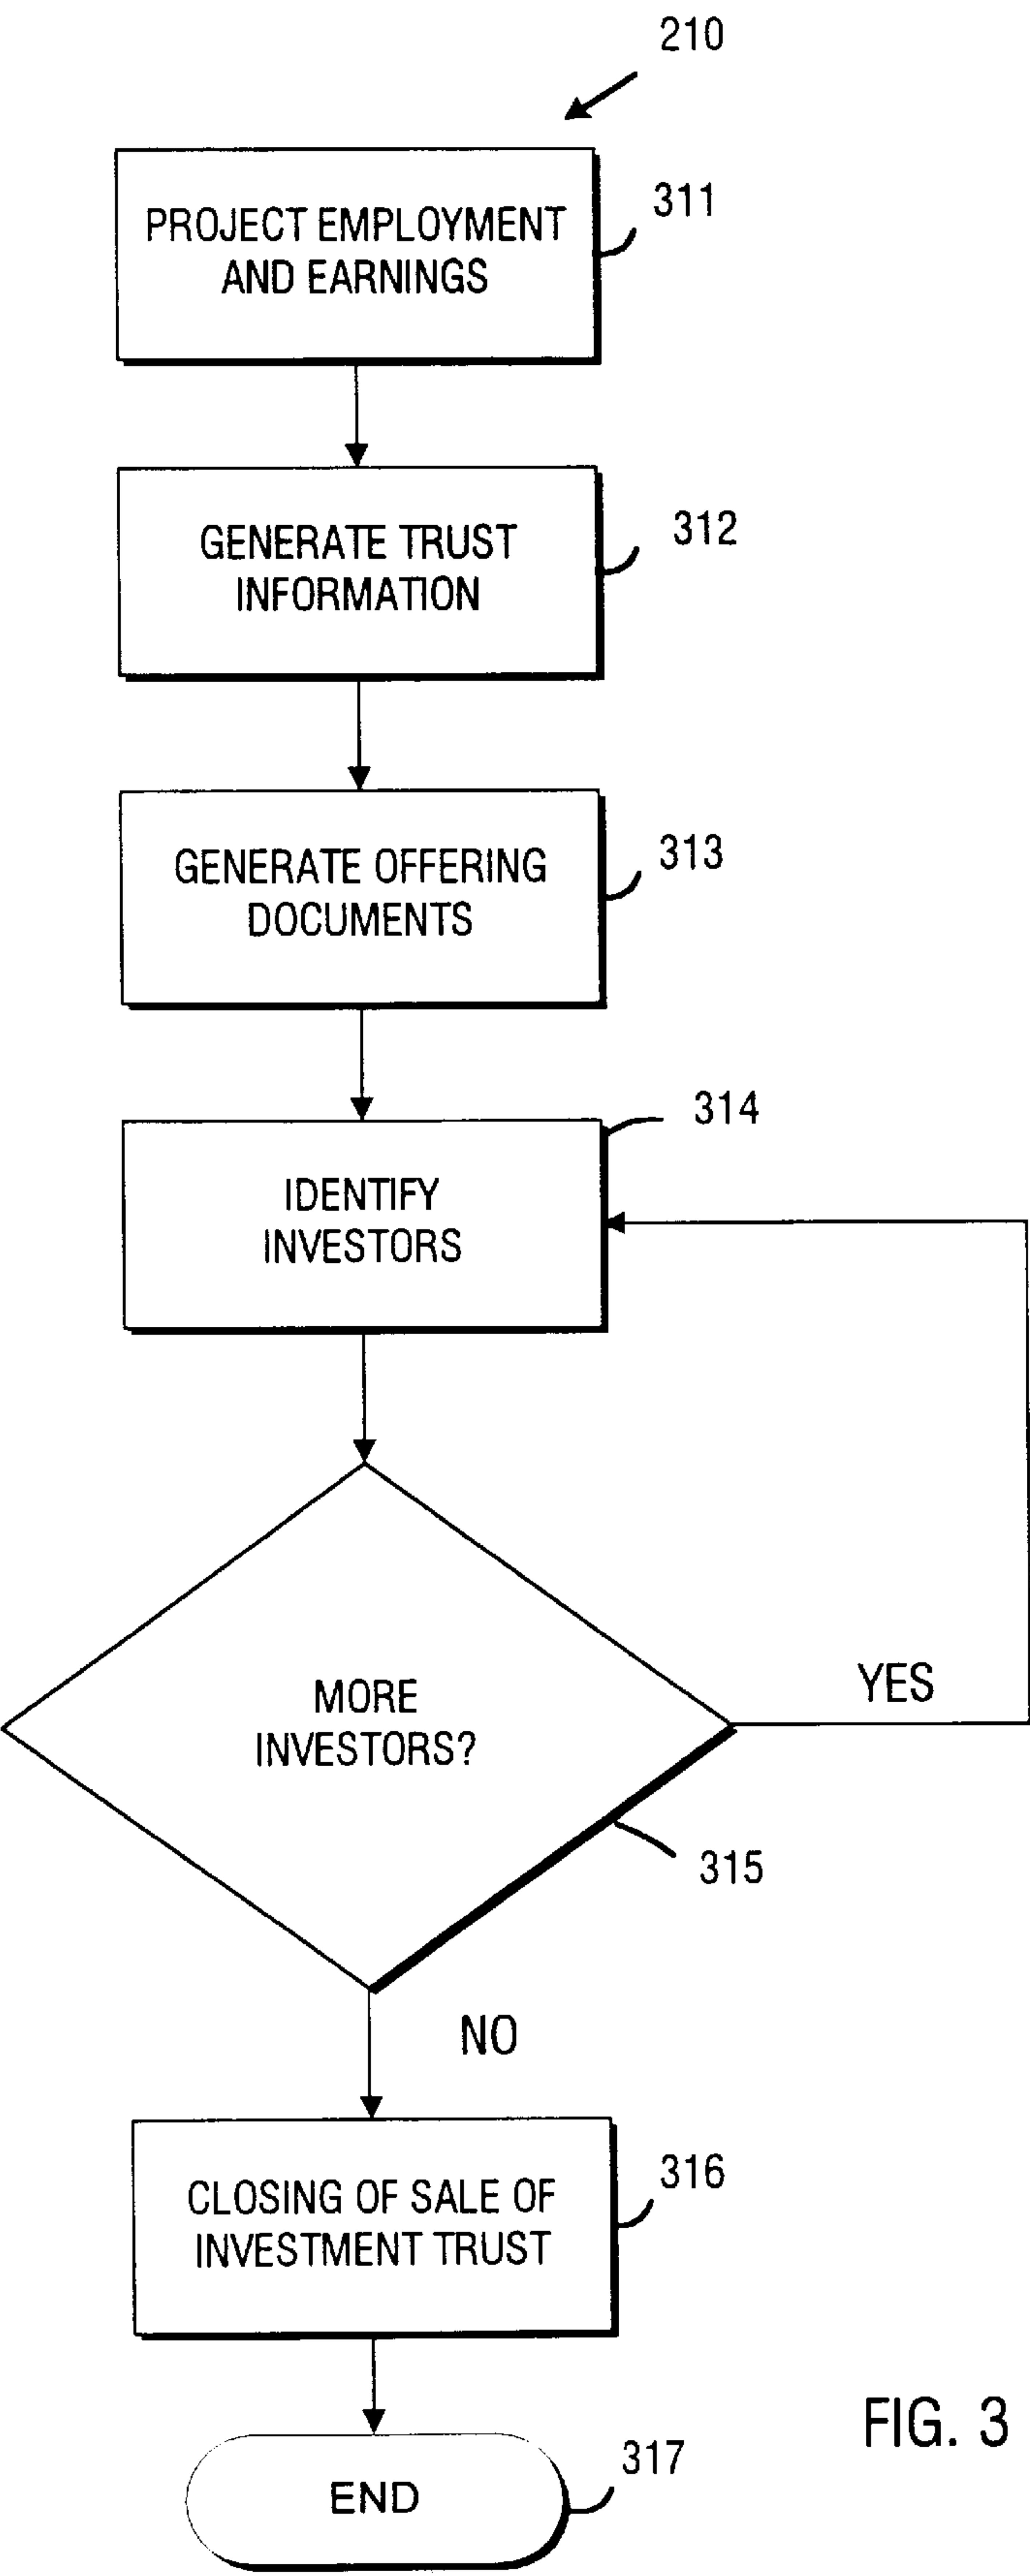 210
PROJECT EMPLOYMENT
AND EARNINGS
311
GENERATE TRUST
INFORMATION
312
GENERATE OFFERING
DOCUMENTS
313
314
IDENTIFY
INVESTORS
MORE
INVESTORS?
YES
315
NO
CLOSING OF SALE OF
INVESTMENT TRUST
316
END
317
FIG. 3